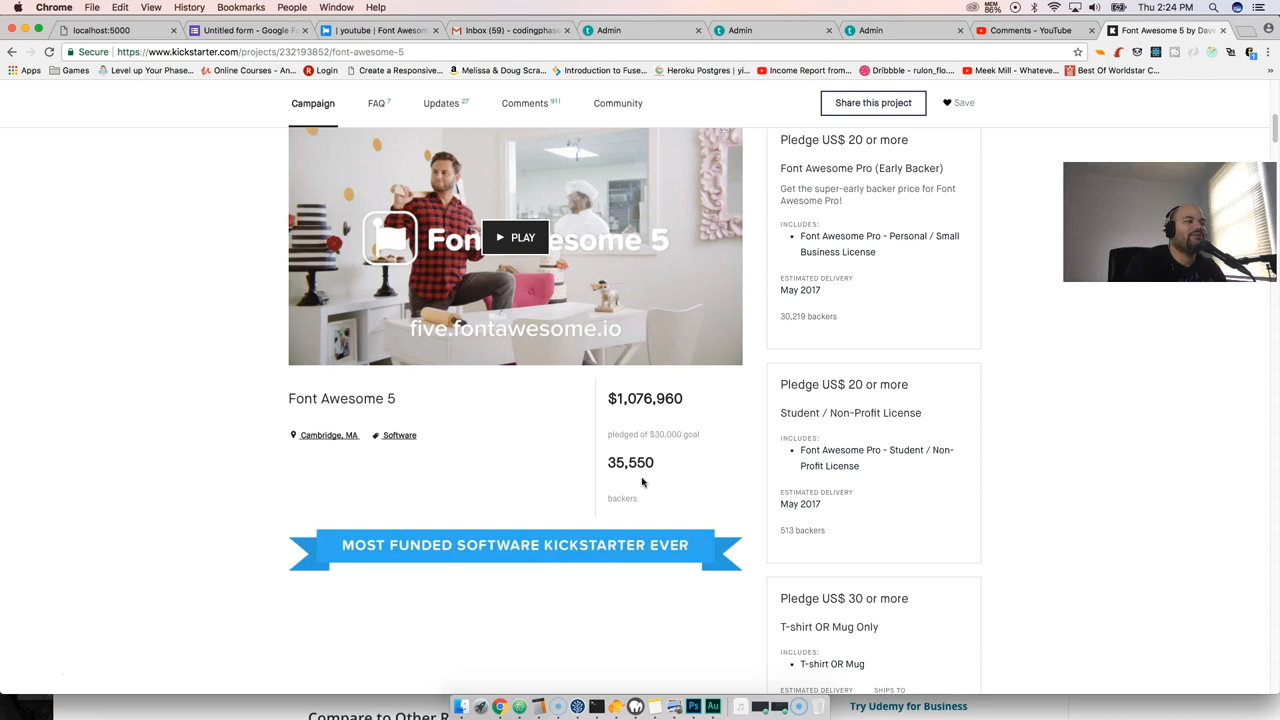 Chrome File Edit View History Bookmarks People Window Help
MEM 86% Thu 2:24 PM
localhost:5000
Untitled form - Google Fo
| youtube | Font Awesome
Inbox (59) - codingphase
Admin
Admin
Admin
Comments - YouTube
Font Awesome 5 by Dave
Secure https://www.kickstarter.com/projects/232193852/font-awesome-5
Apps
Games
Level up Your Phase...
Online Courses - An...
Login
Create a Responsive...
Melissa & Doug Scra...
Introduction to Fuse...
Heroku Postgres | yi...
Income Report from...
Dribbble - rulon_flo...
Meek Mill - Whateve...
Best Of Worldstar C...
»
Campaign
FAQ 7
Updates 27
Comments 911
Community
Share this project
Save
PLAY
five.fontawesome.io
Font Awesome 5
Cambridge, MA
Software
$1,076,960
pledged of $30,000 goal
35,550
backers
MOST FUNDED SOFTWARE KICKSTARTER EVER
Pledge US$ 20 or more
Font Awesome Pro (Early Backer)
Get the super-early backer price for Font
Awesome Pro!
INCLUDES:
• Font Awesome Pro - Personal / Small
Business License
ESTIMATED DELIVERY
May 2017
30,219 backers
Pledge US$ 20 or more
Student / Non-Profit License
INCLUDES:
• Font Awesome Pro - Student / Non-
Profit License
ESTIMATED DELIVERY
May 2017
513 backers
Pledge US$ 30 or more
T-shirt OR Mug Only
INCLUDES:
• T-shirt OR Mug
ESTIMATED DELIVERY SHIPS TO
Compare to Other R
Ps Au
Try Udemy for Business